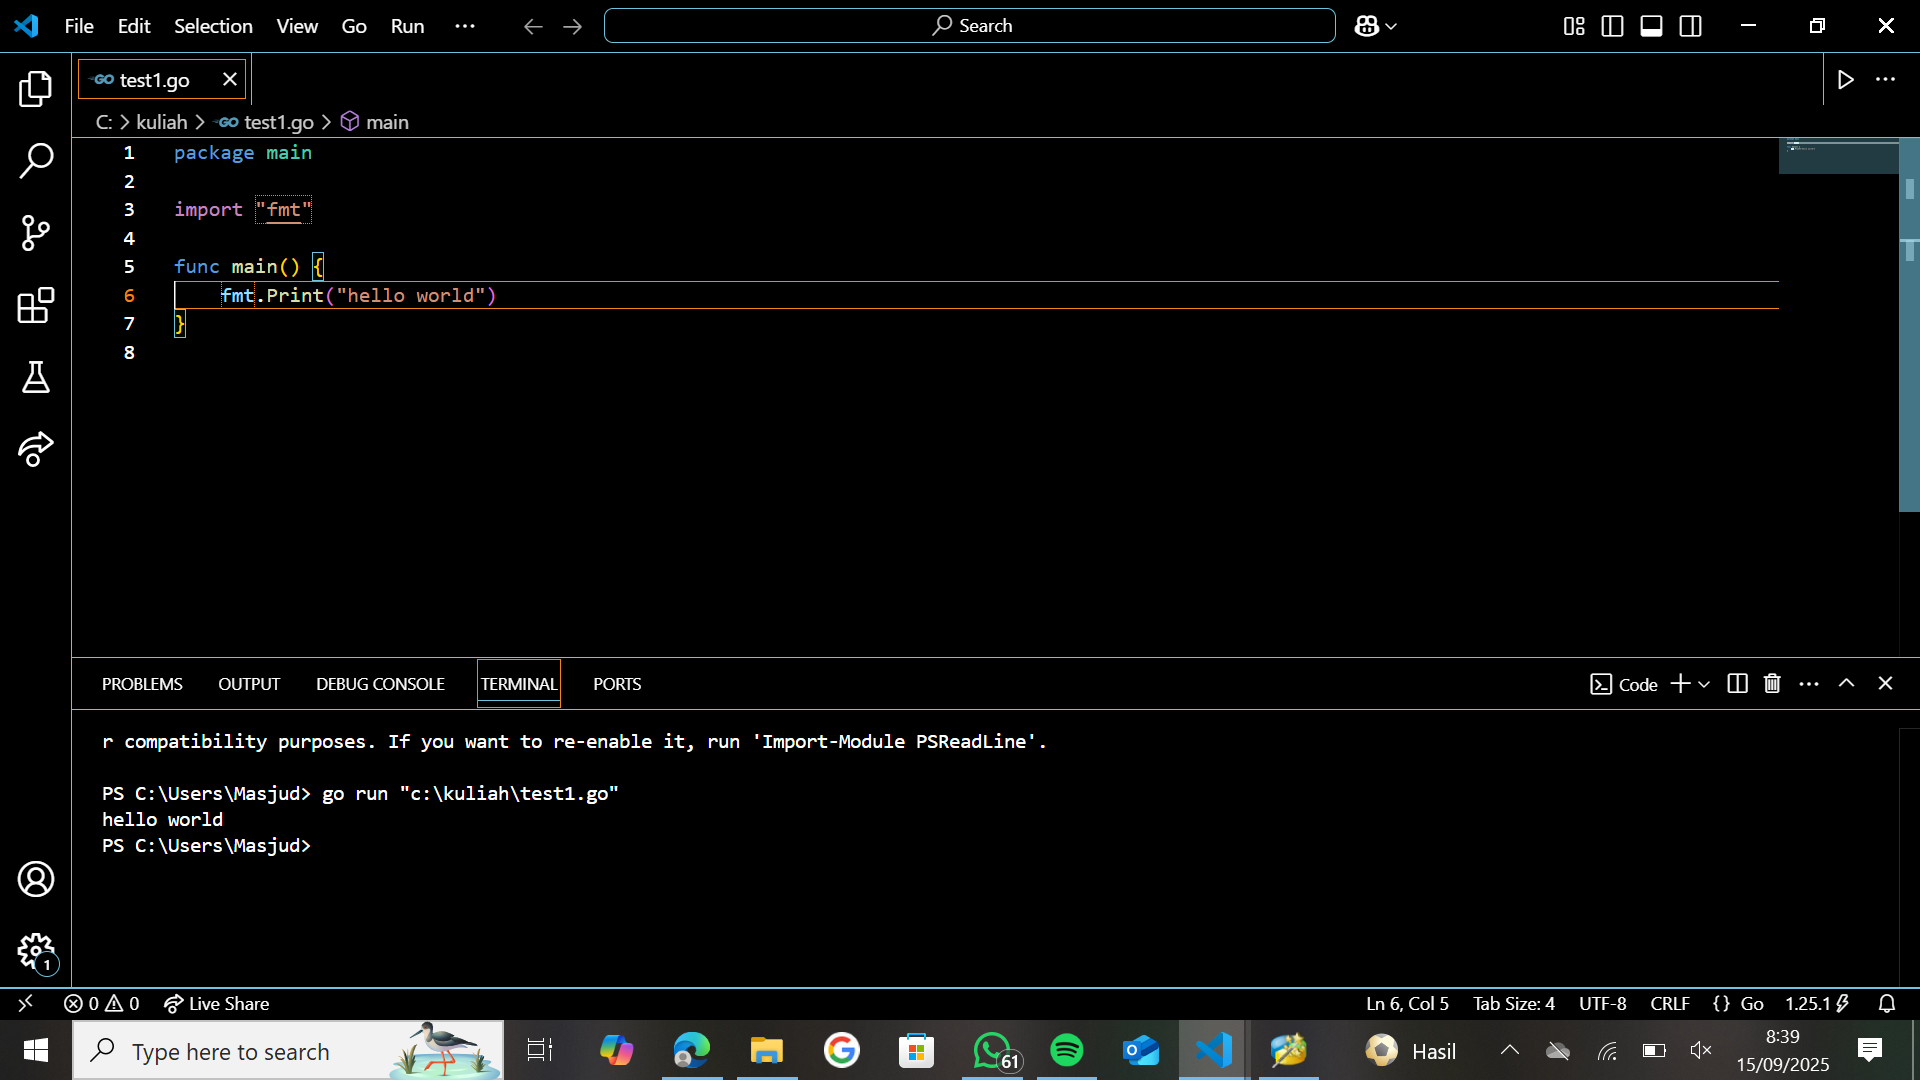 File Edit Selection View Go Run ··· Search
GO test1.go
C: > kuliah > GO test1.go > main
1 package main
2
3 import "fmt"
4
5 func main() {
6 fmt.Print("hello world")
7 }
8
PROBLEMS OUTPUT DEBUG CONSOLE TERMINAL PORTS Code
r compatibility purposes. If you want to re-enable it, run 'Import-Module PSReadLine'.
PS C:\Users\Masjud> go run "c:\kuliah\test1.go"
hello world
PS C:\Users\Masjud>
1
0 0 Live Share Ln 6, Col 5 Tab Size: 4 UTF-8 CRLF {} Go 1.25.1
Type here to search 61 Hasil 8:39
15/09/2025